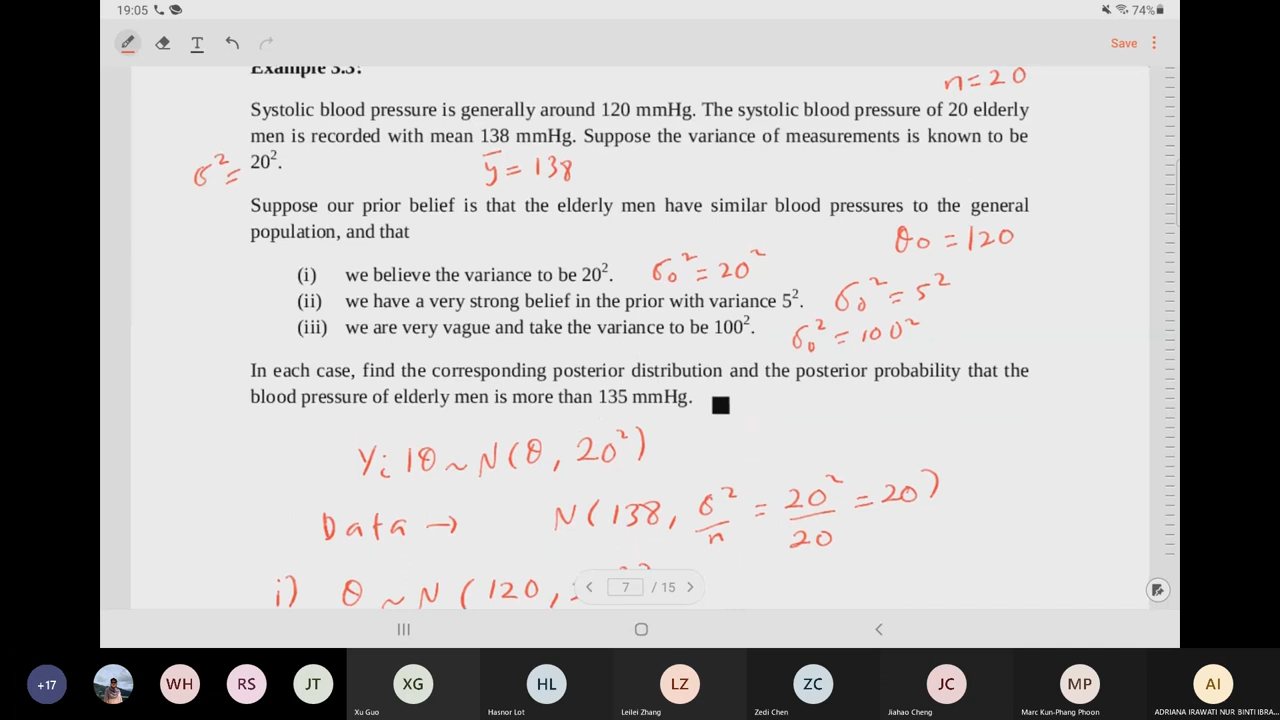 19:05
74%
Save
Example 3.3:
n=20
Systolic blood pressure is generally around 120 mmHg. The systolic blood pressure of 20 elderly
men is recorded with mean 138 mmHg. Suppose the variance of measurements is known to be
σ² = 20².
ȳ = 138
Suppose our prior belief is that the elderly men have similar blood pressures to the general
population, and that
θ₀ = 120
(i) we believe the variance to be 20². σ₀² = 20²
(ii) we have a very strong belief in the prior with variance 5². σ₀² = 5²
(iii) we are very vague and take the variance to be 100². σ₀² = 100²
In each case, find the corresponding posterior distribution and the posterior probability that the
blood pressure of elderly men is more than 135 mmHg.
Yi|θ ~ N(θ, 20²)
Data → N(138, σ²/n = 20²/20 = 20)
i) θ ~ N(120,
7 / 15
+17
WH
RS
JT
XG
HL
LZ
ZC
JC
MP
AI
Xu Guo
Hasnor Lot
Leilei Zhang
Zedi Chen
Jiahao Cheng
Marc Kun-Phang Phoon
ADRIANA IRAWATI NUR BINTI IBRA...